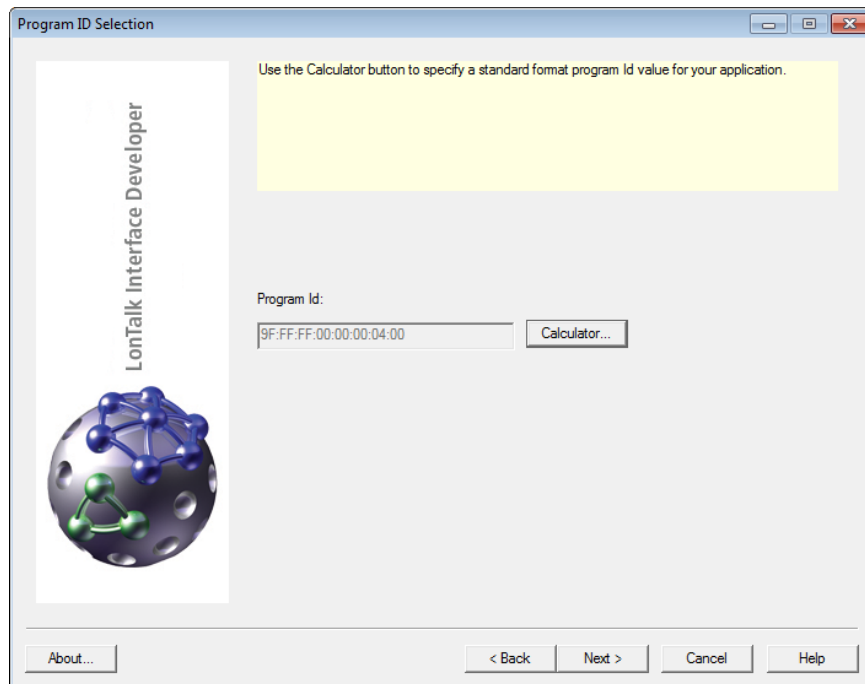 Program ID Selection
Use the Calculator button to specify a standard format program Id value for your application.
LonTalk Interface Developer
Program Id:
9F:FF:FF:00:00:00:04:00
Calculator...
About...
< Back
Next >
Cancel
Help